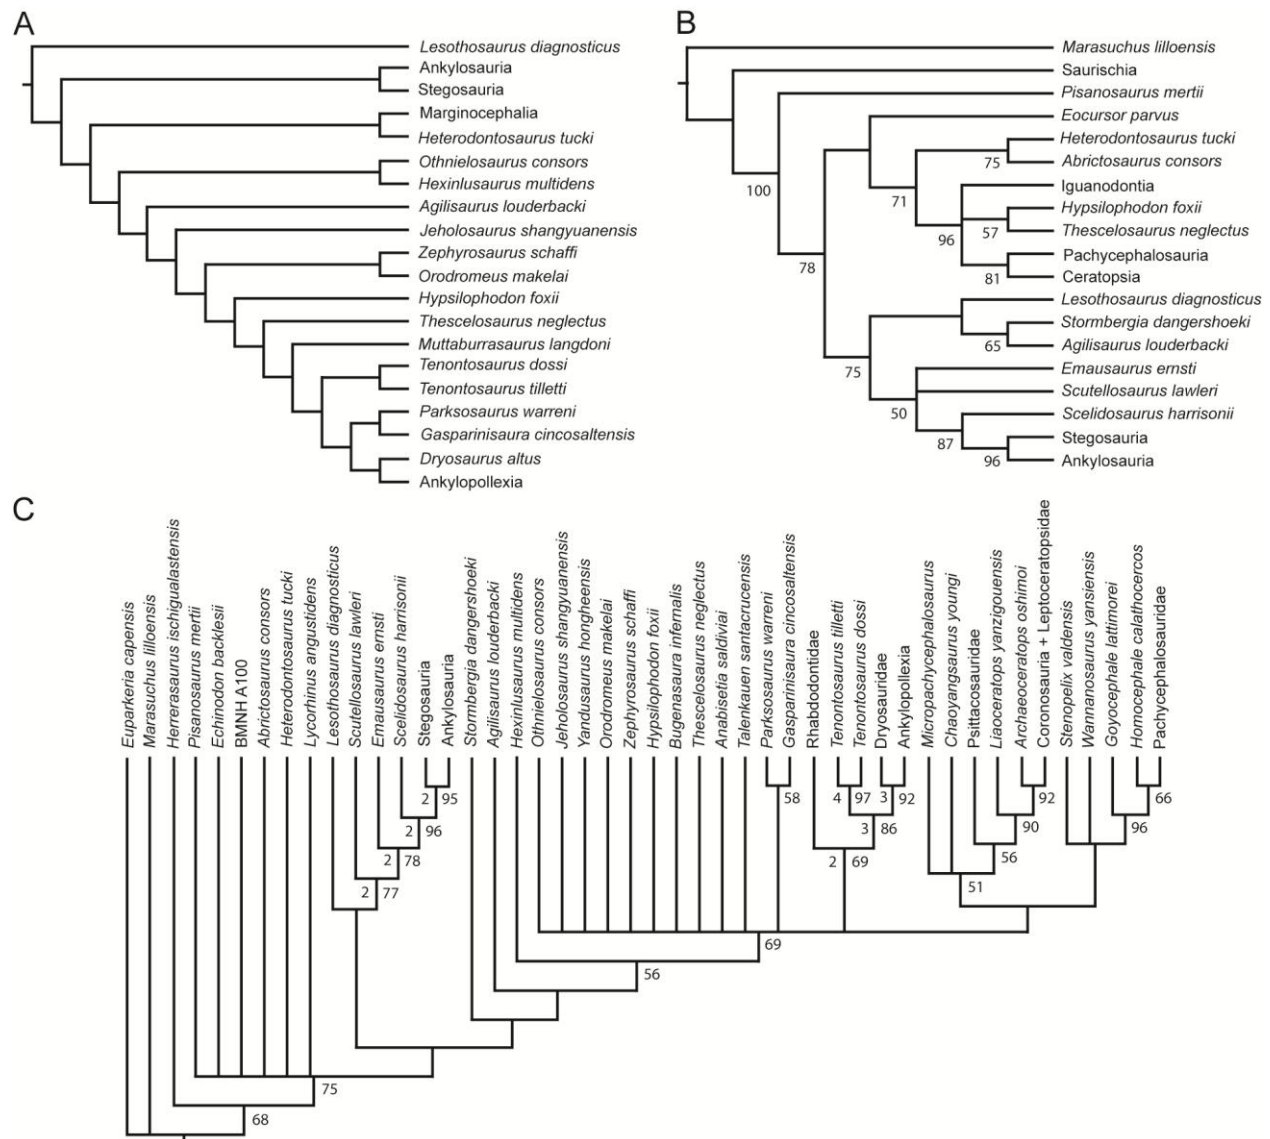 A
Lesothosaurus diagnosticus
Ankylosauria
Stegosauria
Marginocephalia
Heterodontosaurus tucki
Othnielosaurus consors
Hexinlusaurus multidens
Agilisaurus louderbacki
Jeholosaurus shangyuanensis
Zephyrosaurus schaffi
Orodromeus makelai
Hypsilophodon foxii
Thescelosaurus neglectus
Muttaburrasaurus langdoni
Tenontosaurus dossi
Tenontosaurus tilletti
Parksosaurus warreni
Gasparinisaura cincosaltensis
Dryosaurus altus
Ankylopollexia
B
Marasuchus lilloensis
Saurischia
Pisanosaurus mertii
Eocursor parvus
Heterodontosaurus tucki
75
Abrictosaurus consors
Iguanodontia
100
71
Hypsilophodon foxii
57
Thescelosaurus neglectus
96
Pachycephalosauria
78
81
Ceratopsia
Lesothosaurus diagnosticus
Stormbergia dangershoeki
65
Agilisaurus louderbacki
75
Emausaurus ernsti
Scutellosaurus lawleri
50
Scelidosaurus harrisonii
87
Stegosauria
96
Ankylosauria
C
Euparkeria capensis
Marasuchus lilloensis
Herrerasaurus ischigualastensis
Pisanosaurus mertii
Echinodon becklesii
BMNH A100
Abrictosaurus consors
Heterodontosaurus tucki
Lycorhinus angustidens
Lesothosaurus diagnosticus
Scutellosaurus lawleri
Emausaurus ernsti
Scelidosaurus harrisonii
Stegosauria
Ankylosauria
Stormbergia dangershoeki
Agilisaurus louderbacki
Hexinlusaurus multidens
Othnielosaurus consors
Jeholosaurus shangyuanensis
Yandusaurus hongheensis
Orodromeus makelai
Zephyrosaurus schaffi
Hypsilophodon foxii
Bugenasaura infernalis
Thescelosaurus neglectus
Anabisetia saldiviai
Talenkauen santacrucensis
Parksosaurus warreni
Gasparinisaura cincosaltensis
Rhabdodontidae
Tenontosaurus tilletti
Tenontosaurus dossi
Dryosauridae
Ankylopollexia
Micropachycephalosaurus
Chaoyangsaurus youngi
Psittacosauridae
Liaoceratops yanzigouensis
Archaeoceratops oshimoi
Coronosauria + Leptoceratopsidae
Stenopelix valdensis
Wannanosaurus yansiensis
Goyocephale lattimorei
Homocephale calathocercos
Pachycephalosauridae
2 95 58 4 97 3 92 92 66
2 96 3 86 90 96
2 78 2 69 56
2 77 51
69
56
75
68